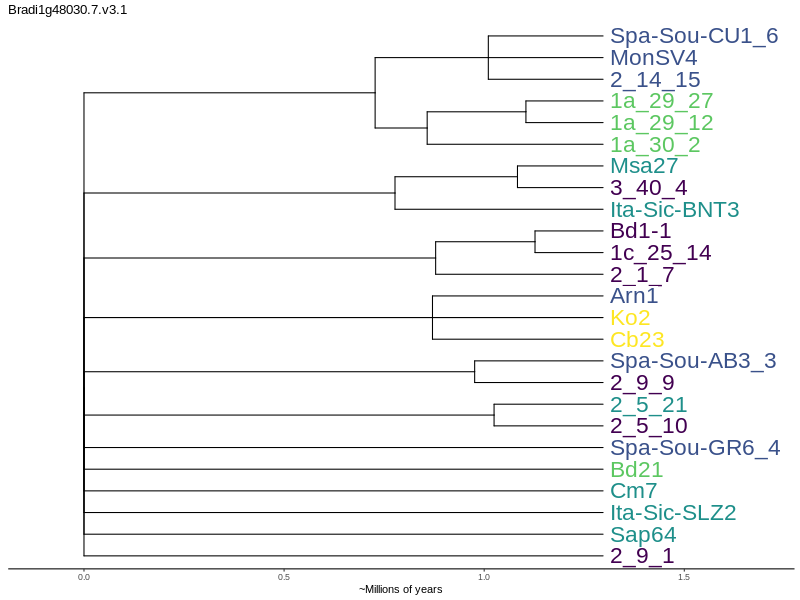 Bradi1g48030.7.v3.1
Spa-Sou-CU1_6
MonSV4
2_14_15
1a_29_27
1a_29_12
1a_30_2
Msa27
3_40_4
Ita-Sic-BNT3
Bd1-1
1c_25_14
2_1_7
Arn1
Ko2
Cb23
Spa-Sou-AB3_3
2_9_9
2_5_21
2_5_10
Spa-Sou-GR6_4
Bd21
Cm7
Ita-Sic-SLZ2
Sap64
2_9_1
0.0 0.5 1.0 1.5
~Millions of years